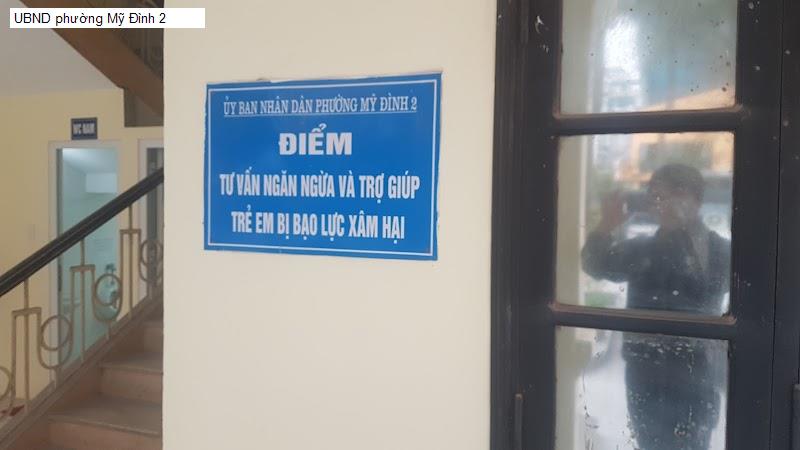 UBND phường Mỹ Đình 2
ỦY BAN NHÂN DÂN PHƯỜNG MỸ ĐÌNH 2
ĐIỂM
TƯ VẤN NGĂN NGỪA VÀ TRỢ GIÚP
TRẺ EM BỊ BẠO LỰC XÂM HẠI
WC NAM